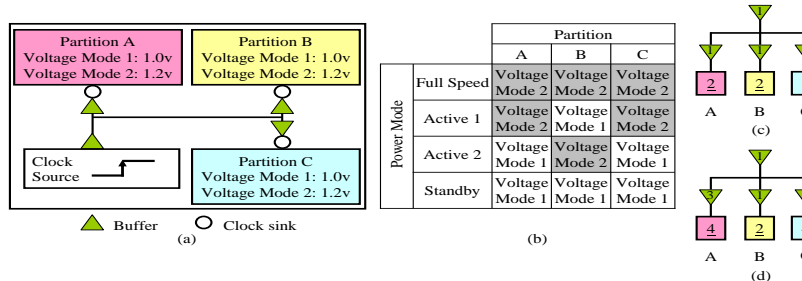 Partition A
Voltage Mode 1: 1.0v
Voltage Mode 2: 1.2v
Partition B
Voltage Mode 1: 1.0v
Voltage Mode 2: 1.2v
Clock
Source
Partition C
Voltage Mode 1: 1.0v
Voltage Mode 2: 1.2v
Buffer
Clock sink
(a)
Partition
A B C
Power Mode
Full Speed Voltage Mode 2 Voltage Mode 2 Voltage Mode 2
Active 1 Voltage Mode 2 Voltage Mode 1 Voltage Mode 2
Active 2 Voltage Mode 1 Voltage Mode 2 Voltage Mode 1
Standby Voltage Mode 1 Voltage Mode 1 Voltage Mode 1
(b)
1
1 1 1
2 2
A B
(c)
1
3 1
4 2
A B
(d)